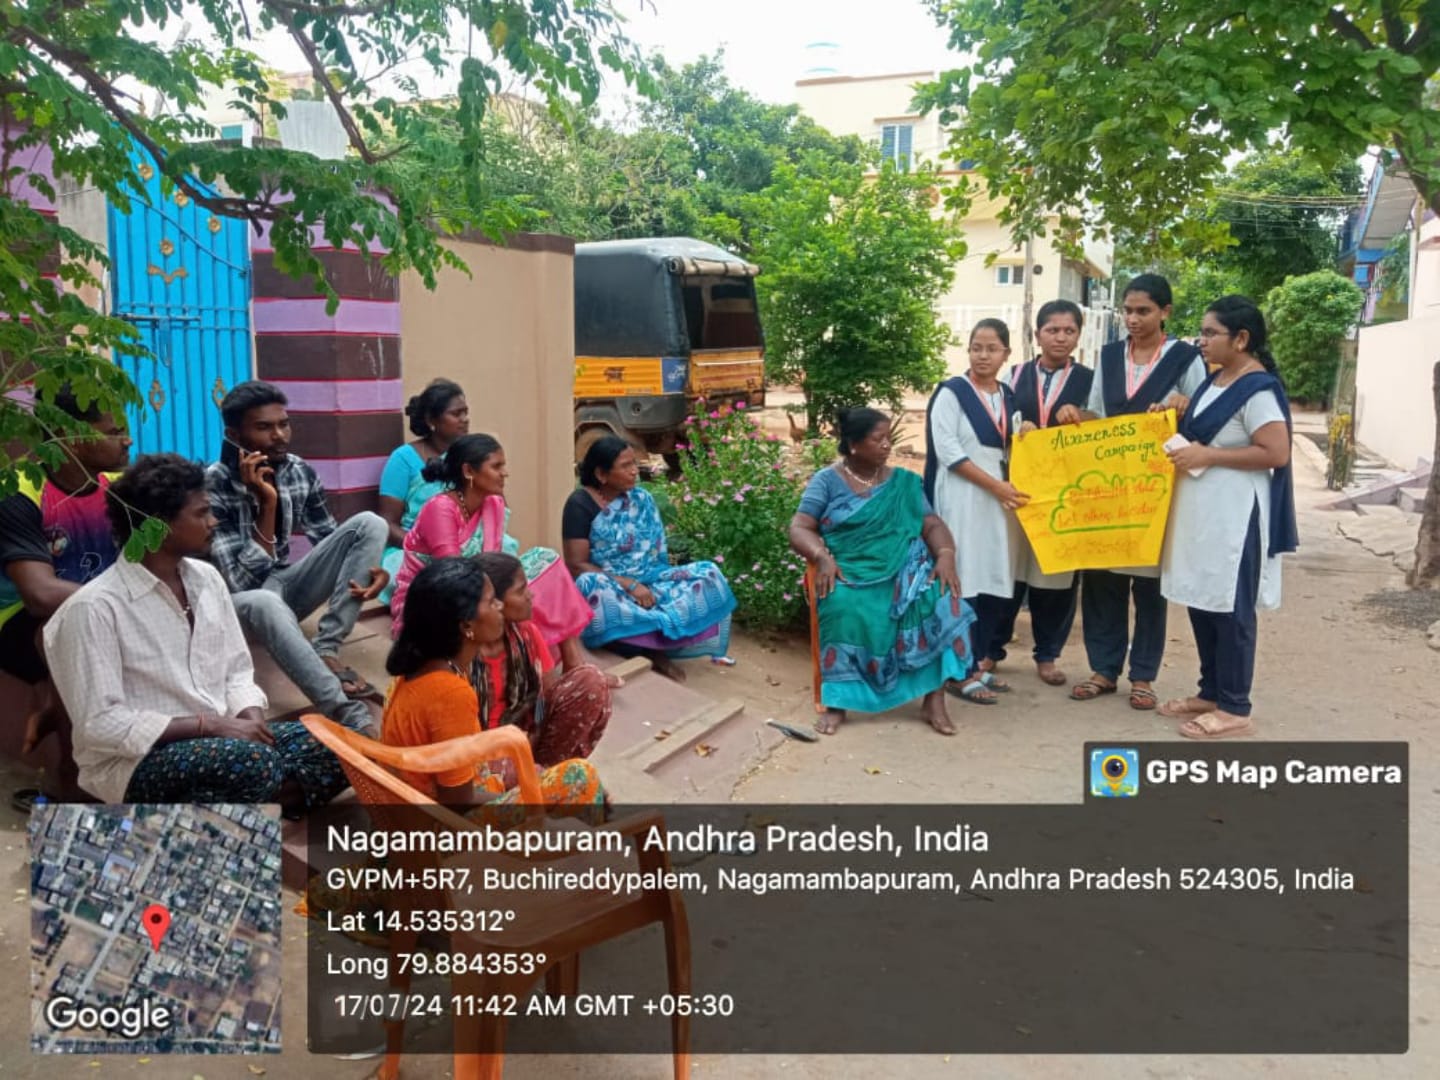 Awareness
Campaign
GPS Map Camera
Nagamambapuram, Andhra Pradesh, India
GVPM+5R7, Buchireddypalem, Nagamambapuram, Andhra Pradesh 524305, India
Lat 14.535312°
Long 79.884353°
17/07/24 11:42 AM GMT +05:30
Google